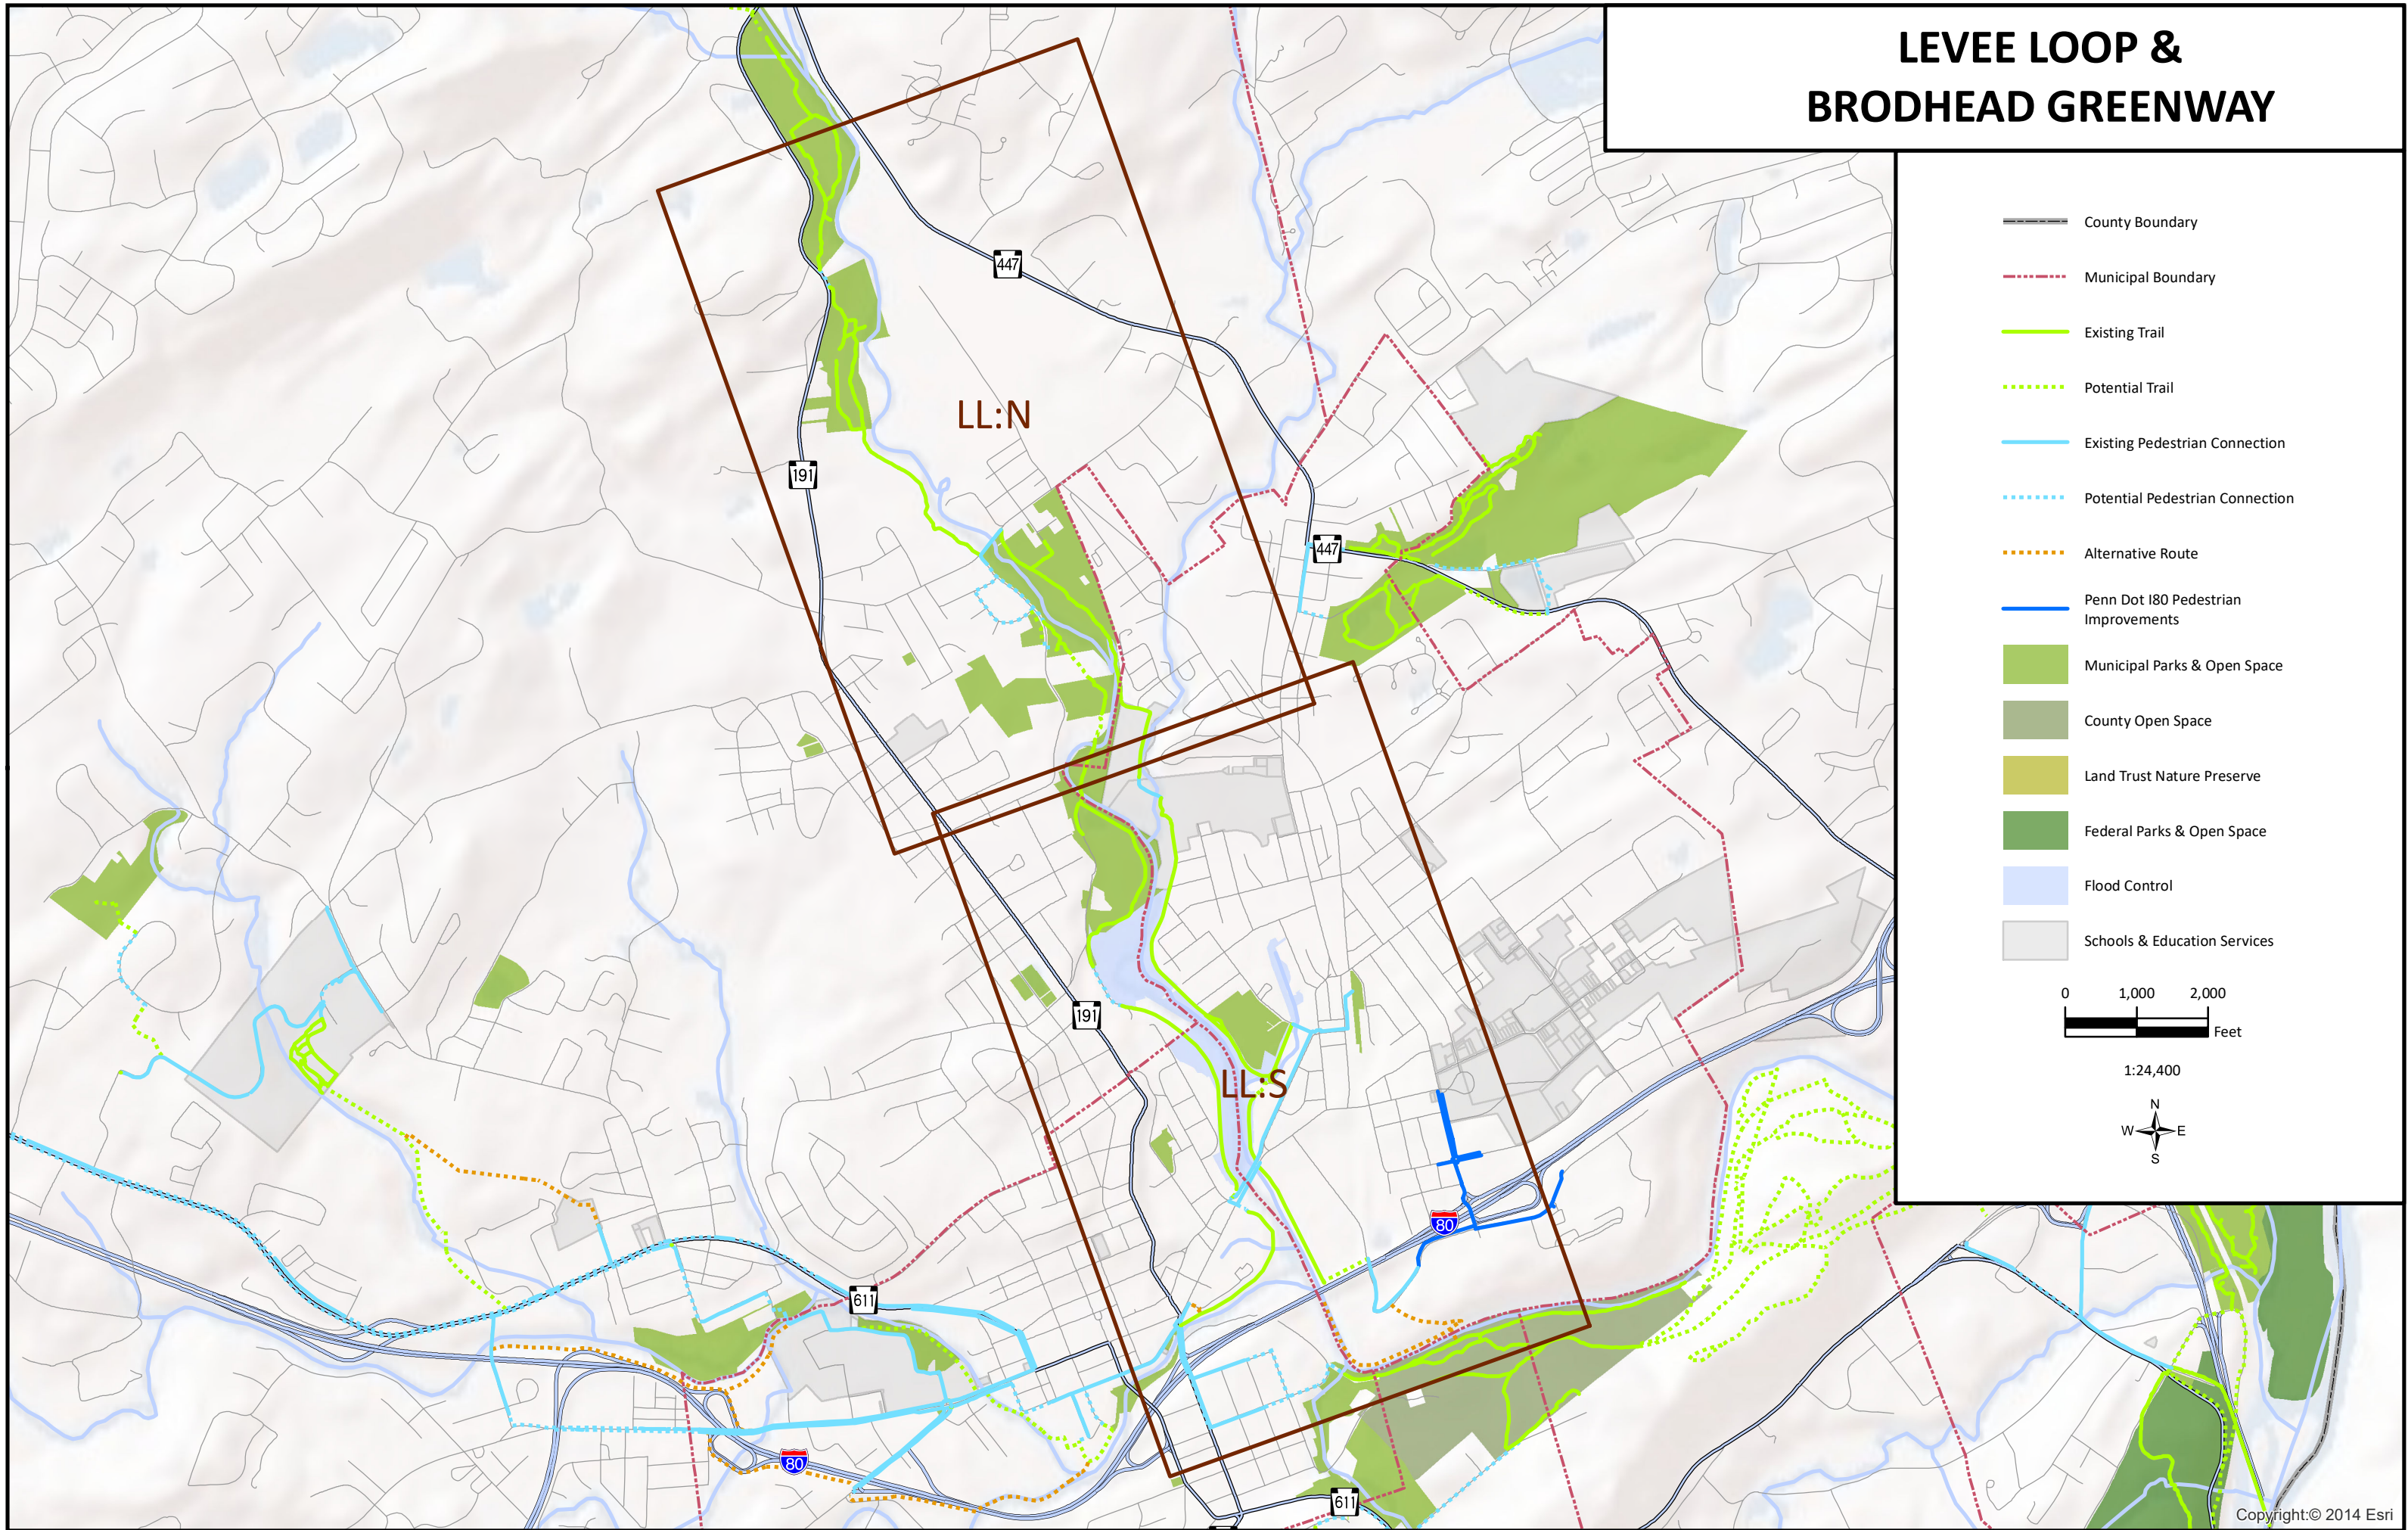 LEVEE LOOP &
BRODHEAD GREENWAY
County Boundary
Municipal Boundary
Existing Trail
Potential Trail
Existing Pedestrian Connection
Potential Pedestrian Connection
Alternative Route
Penn Dot I80 Pedestrian
Improvements
Municipal Parks & Open Space
County Open Space
Land Trust Nature Preserve
Federal Parks & Open Space
Flood Control
Schools & Education Services
0 1,000 2,000
Feet
1:24,400
N
W E
S
447
LL:N
191
447
191
LL:S
80
611
80
611
Copyright:© 2014 Esri